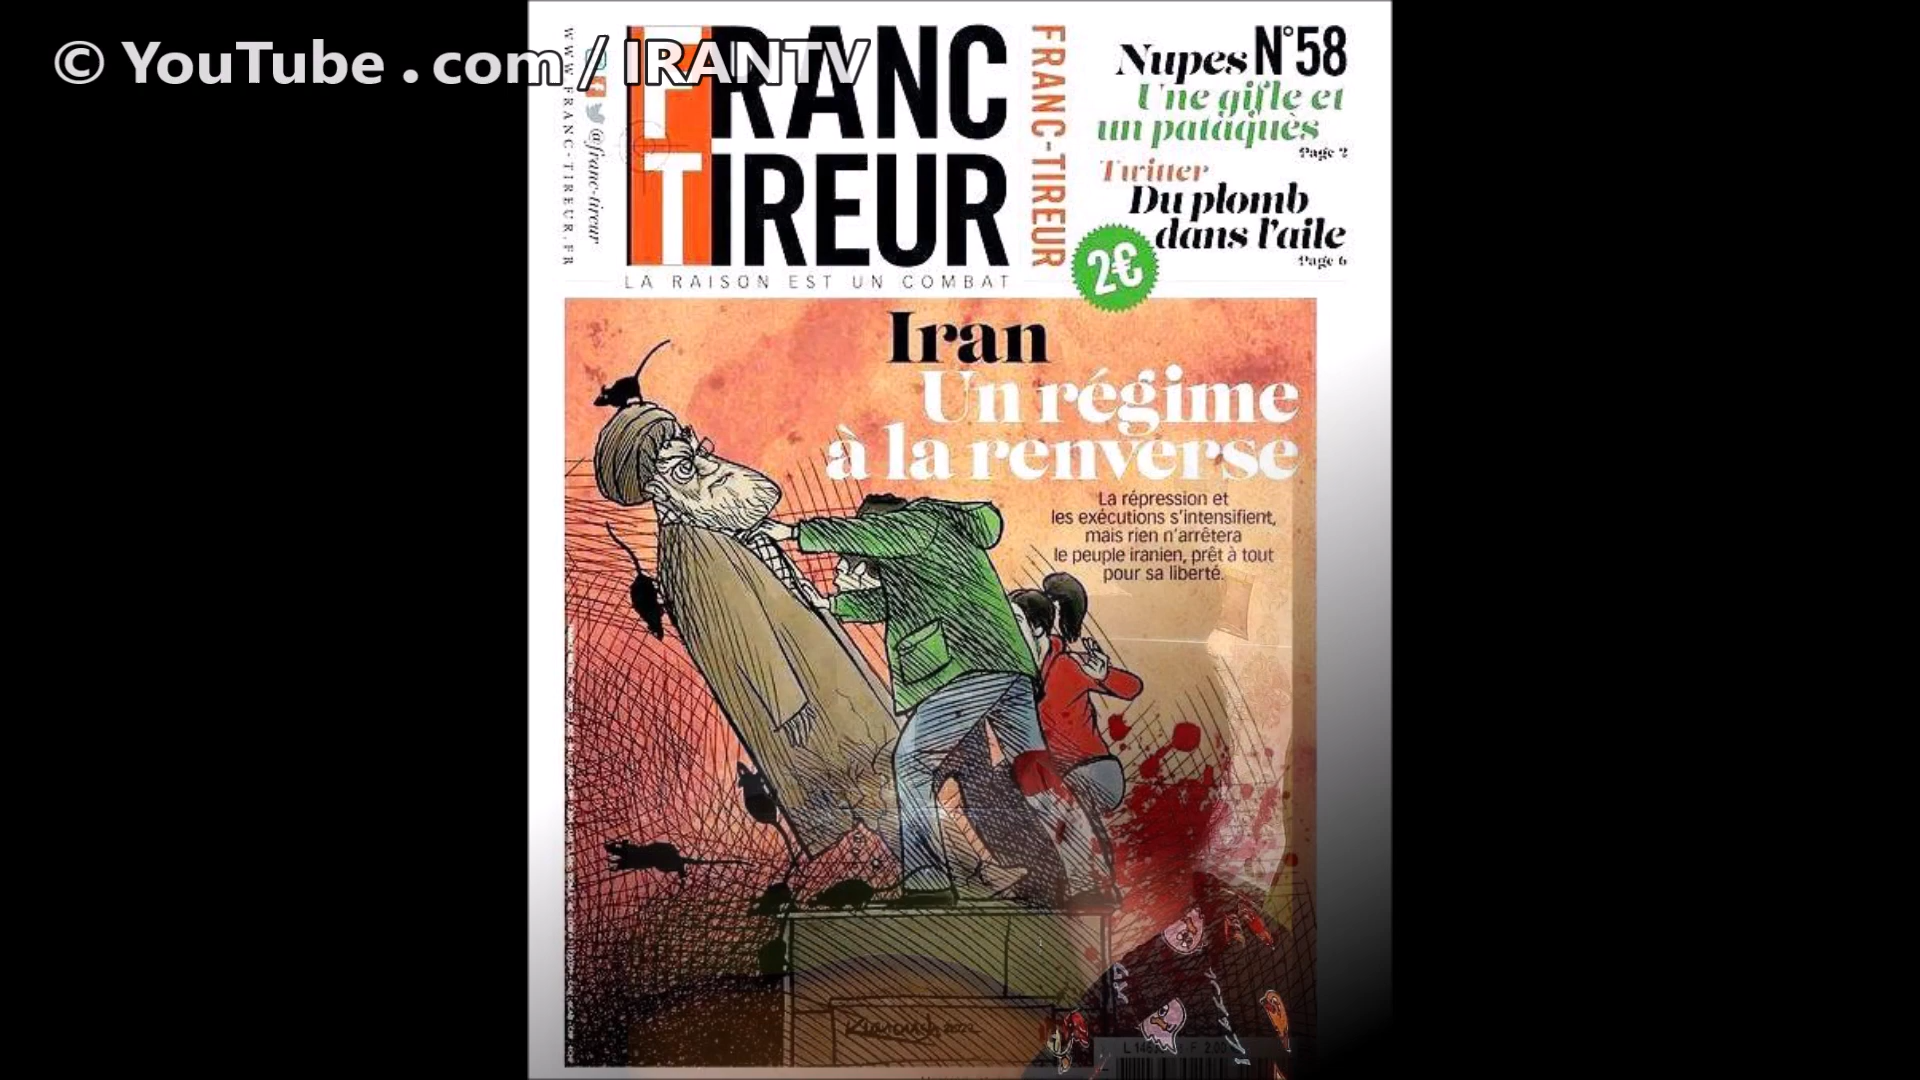 © YouTube . com / IRANTV
WWW.FRANC-TIREUR.FR
@franc-tireur
FRANC
TIREUR
LA RAISON EST UN COMBAT
FRANC-TIREUR
Nupes N°58
Une gifle et
un pataquès
Page 2
Twitter
Du plomb
dans l'aile
Page 6
2€
Iran
Un régime
à la renverse
La répression et
les exécutions s'intensifient,
mais rien n'arrêtera
le peuple iranien, prêt à tout
pour sa liberté.